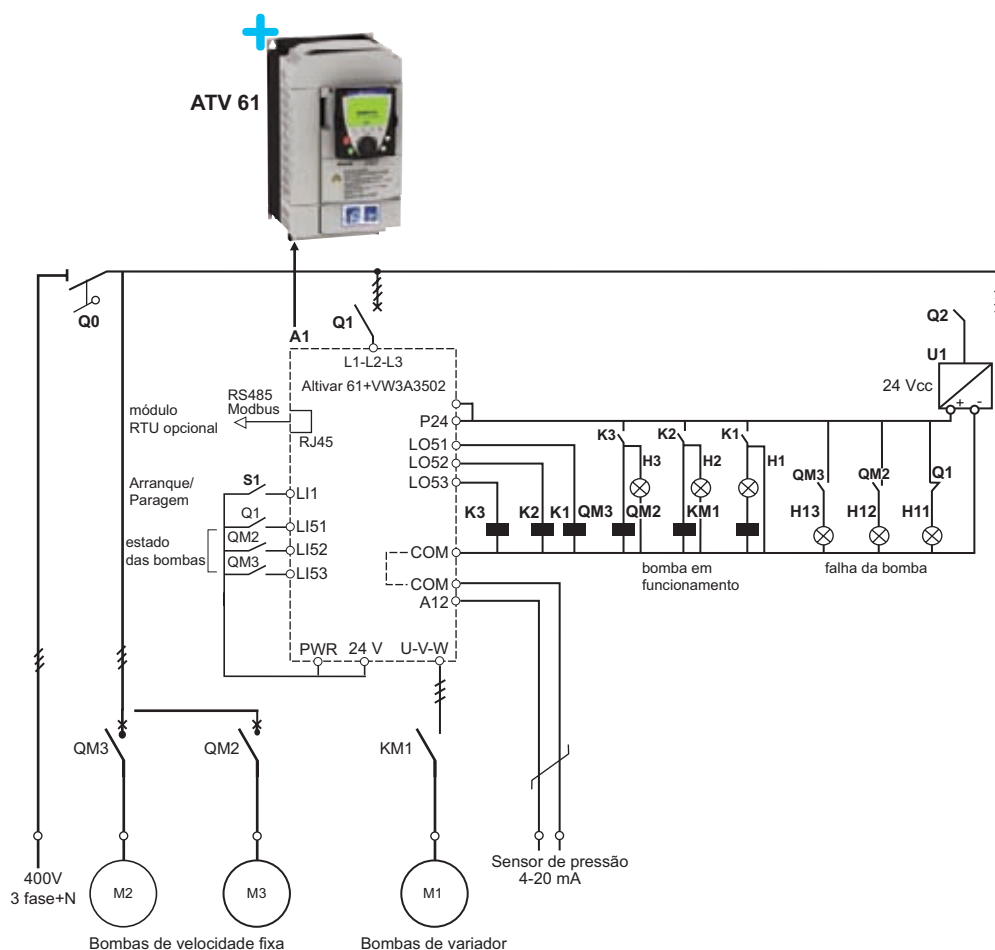 ATV 61
Q0
A1
Q1
Q2
U1
24 Vcc
+ -
L1-L2-L3
Altivar 61+VW3A3502
módulo
RTU opcional
RS485
Modbus
RJ45
P24
LO51
LO52
LO53
Arranque/
Paragem
S1
LI1
Q1
LI51
estado
das bombas
QM2
LI52
QM3
LI53
K3
K2
K1
H3
H2
H1
K3
K2
K1
QM3
QM2
KM1
QM3
QM2
Q1
H13
H12
H11
COM
COM
A12
bomba em
funcionamento
falha da bomba
PWR
24 V
U-V-W
QM3
QM2
KM1
400V
3 fase+N
M2
M3
M1
Sensor de pressão
4-20 mA
Bombas de velocidade fixa
Bombas de variador